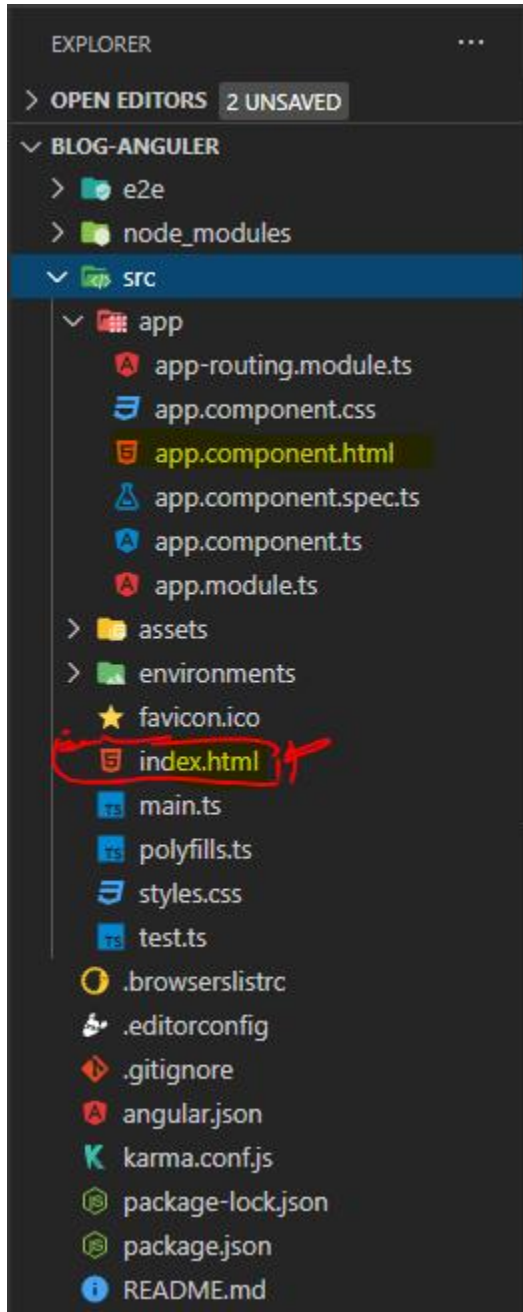 EXPLORER ...
OPEN EDITORS 2 UNSAVED
BLOG-ANGULER
e2e
node_modules
src
app
app-routing.module.ts
app.component.css
app.component.html
app.component.spec.ts
app.component.ts
app.module.ts
assets
environments
favicon.ico
index.html
main.ts
polyfills.ts
styles.css
test.ts
.browserslistrc
.editorconfig
.gitignore
angular.json
karma.conf.js
package-lock.json
package.json
README.md